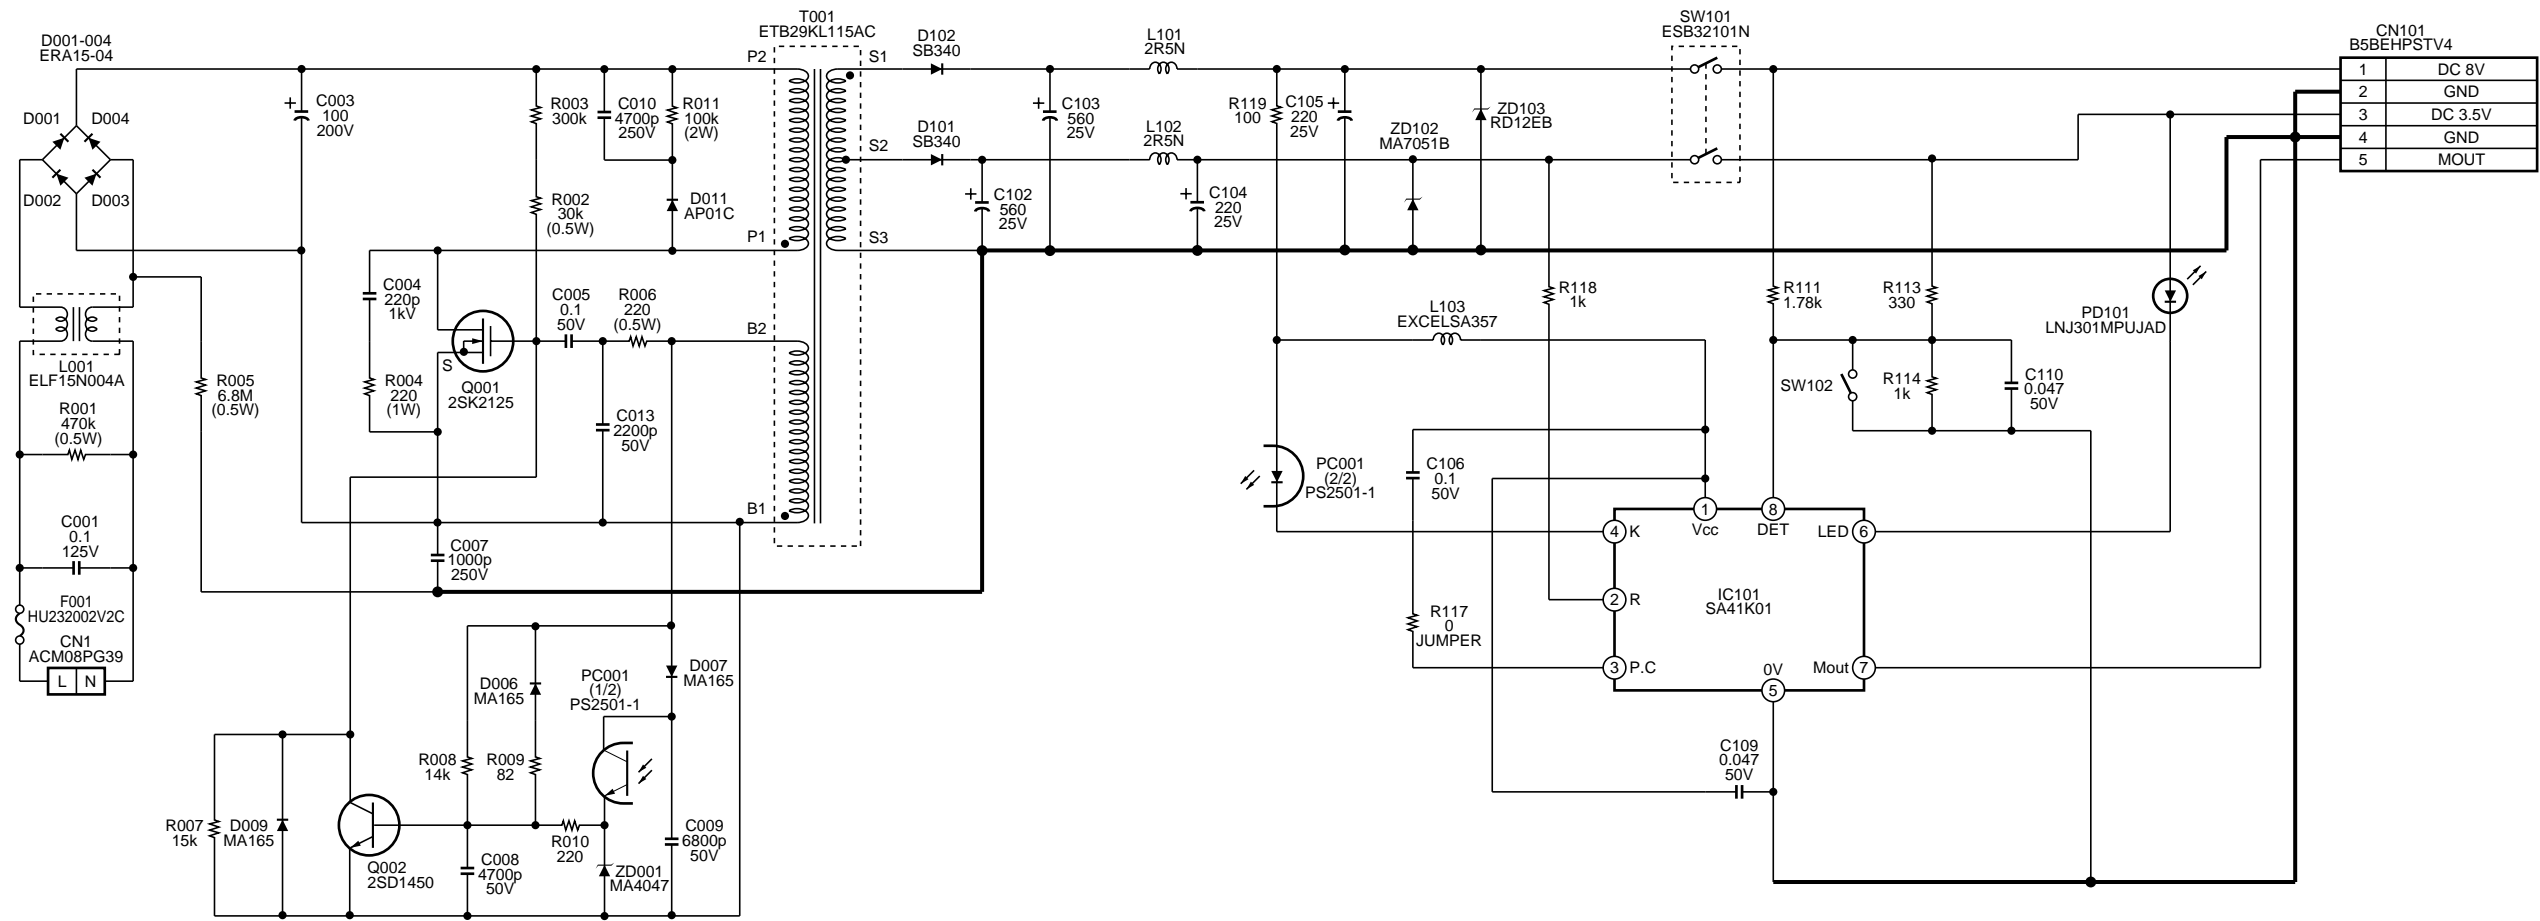 D001-004
ERA15-04
D001
D004
D002
D003
C003
100
200V
R003
300k
C010
4700p
250V
R011
100k
(2W)
R002
30k
(0.5W)
D011
AP01C
T001
ETB29KL115AC
P2
P1
B2
B1
S1
S2
S3
D102
SB340
D101
SB340
L101
2R5N
L102
2R5N
C103
560
25V
C102
560
25V
C104
220
25V
R119
100
C105
220
25V
ZD102
MA7051B
ZD103
RD12EB
SW101
ESB32101N
CN101
B5BEHPSTV4
1 DC 8V
2 GND
3 DC 3.5V
4 GND
5 MOUT
L001
ELF15N004A
R001
470k
(0.5W)
C001
0.1
125V
F001
HU232002V2C
CN1
ACM08PG39
L N
R005
6.8M
(0.5W)
C004
220p
1kV
R004
220
(1W)
S
Q001
2SK2125
C005
0.1
50V
R006
220
(0.5W)
C013
2200p
50V
C007
1000p
250V
R118
1k
L103
EXCELSA357
R111
1.78k
R113
330
SW102
R114
1k
C110
0.047
50V
PD101
LNJ301MPUJAD
PC001
(2/2)
PS2501-1
C106
0.1
50V
R117
0
JUMPER
1
Vcc
8
DET
4 K
LED 6
2 R
IC101
SA41K01
3 P.C
Mout 7
0V
5
C109
0.047
50V
D006
MA165
PC001
(1/2)
PS2501-1
D007
MA165
R008
14k
R009
82
R007
15k
D009
MA165
Q002
2SD1450
C008
4700p
50V
R010
220
ZD001
MA4047
C009
6800p
50V